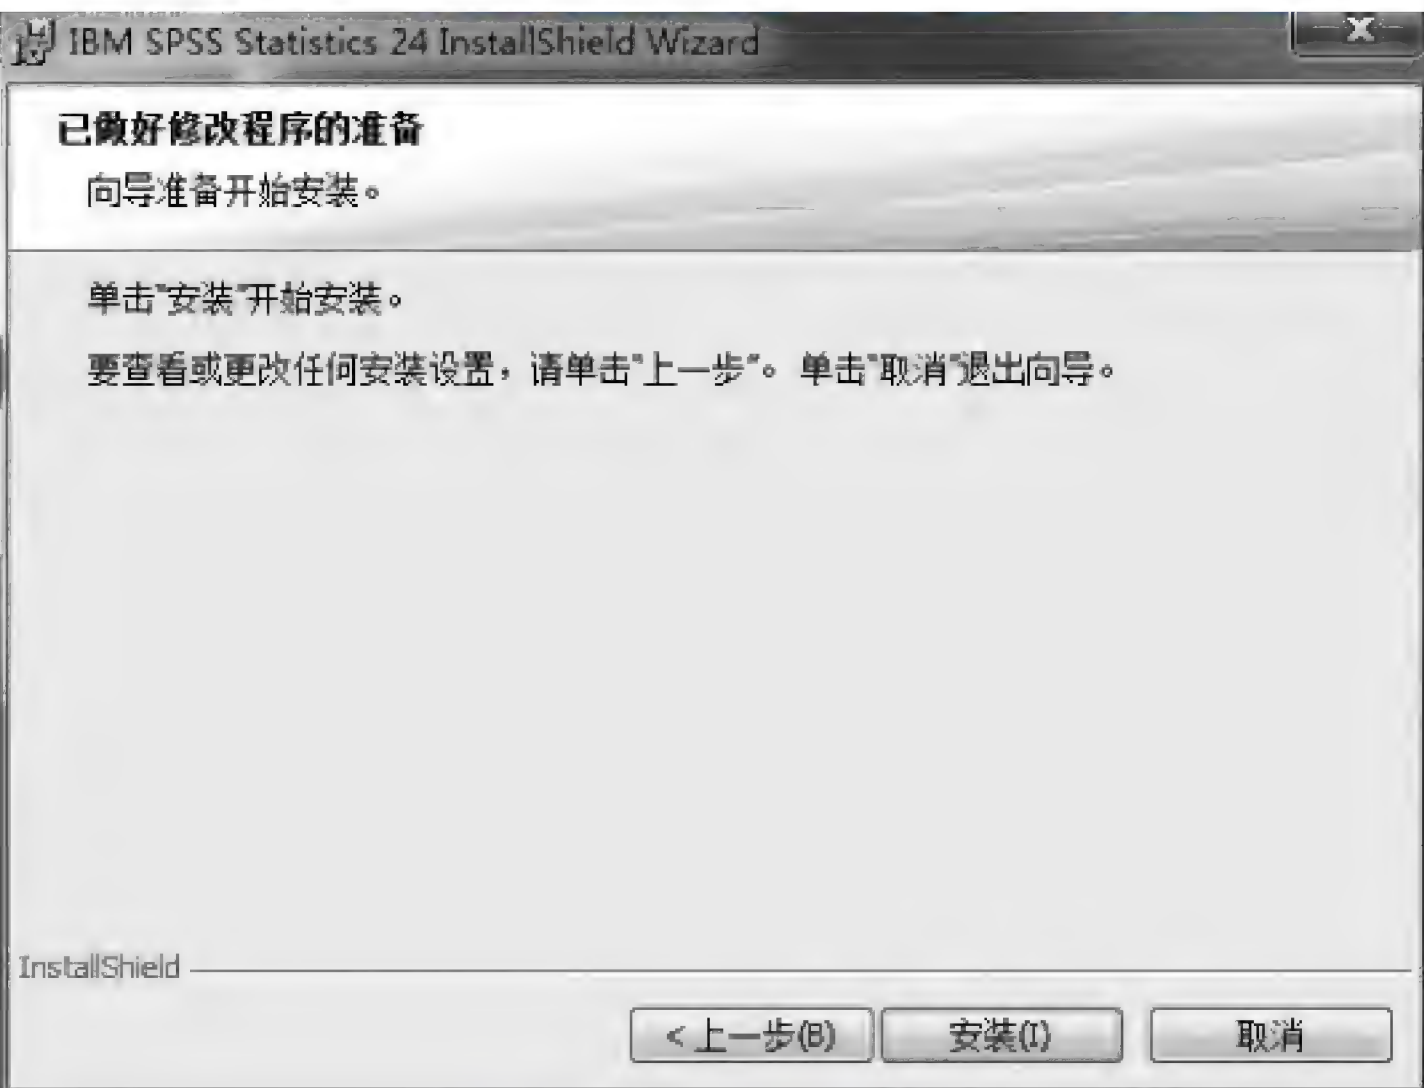 IBM SPSS Statistics 24 InstallShield Wizard
已做好修改程序的准备
向导准备开始安装。
单击"安装"开始安装。
要查看或更改任何安装设置，请单击"上一步"。 单击"取消"退出向导。
InstallShield
< 上一步(B) 安装(I) 取消